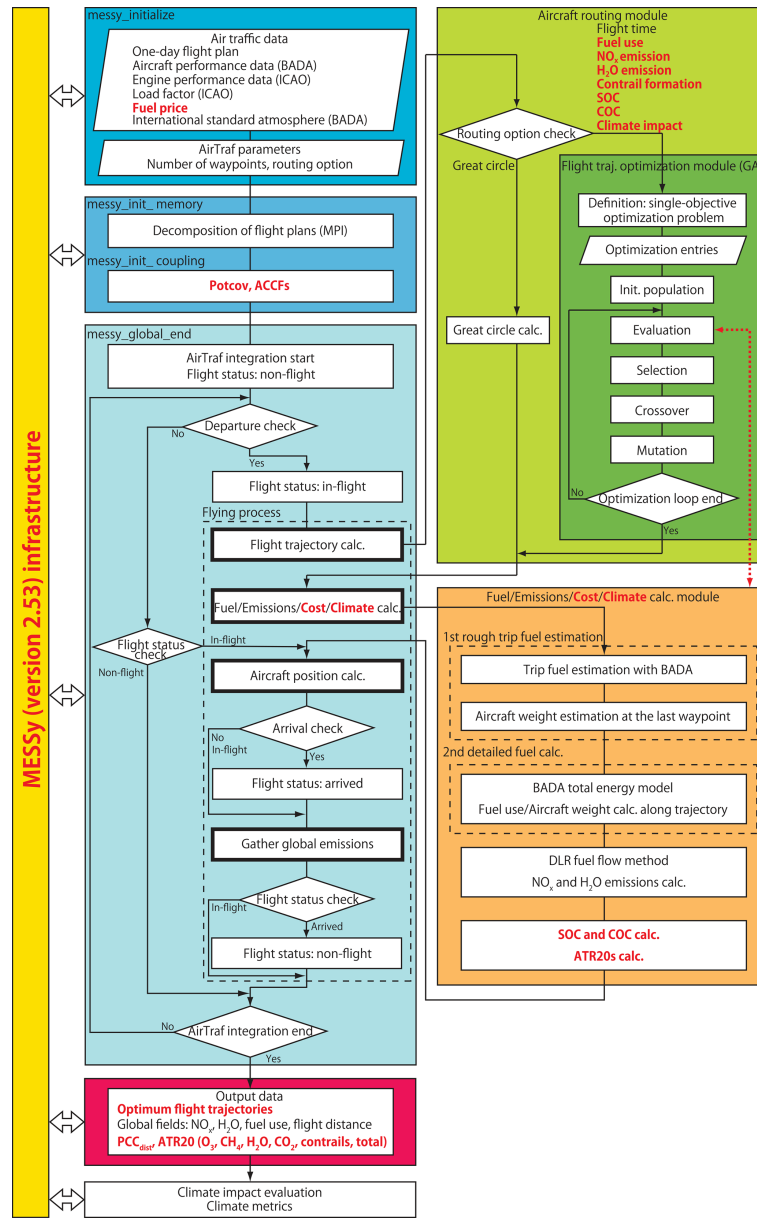 MESSy (version 2.53) infrastructure
messy_initialize
Air traffic data
One-day flight plan
Aircraft performance data (BADA)
Engine performance data (ICAO)
Load factor (ICAO)
Fuel price
International standard atmosphere (BADA)
AirTraf parameters
Number of waypoints, routing option
messy_init_ memory
Decomposition of flight plans (MPI)
messy_init_ coupling
Potcov, ACCFs
messy_global_end
AirTraf integration start
Flight status: non-flight
Departure check
No
Yes
Flight status: in-flight
Flying process
Flight trajectory calc.
Fuel/Emissions/Cost/Climate calc.
Flight status
check
In-flight
Non-flight
Aircraft position calc.
Arrival check
No
In-flight
Yes
Flight status: arrived
Gather global emissions
Flight status check
In-flight
Arrived
Flight status: non-flight
AirTraf integration end
No
Yes
Output data
Optimum flight trajectories
Global fields: NOx, H2O, fuel use, flight distance
PCCdist, ATR20 (O3, CH4, H2O, CO2, contrails, total)
Climate impact evaluation
Climate metrics
Aircraft routing module
Flight time
Fuel use
NOx emission
H2O emission
Contrail formation
SOC
COC
Climate impact
Routing option check
Great circle
Great circle calc.
Flight traj. optimization module (GA
Definition: single-objective
optimization problem
Optimization entries
Init. population
Evaluation
Selection
Crossover
Mutation
Optimization loop end
No
Yes
Fuel/Emissions/Cost/Climate calc. module
1st rough trip fuel estimation
Trip fuel estimation with BADA
Aircraft weight estimation at the last waypoint
2nd detailed fuel calc.
BADA total energy model
Fuel use/Aircraft weight calc. along trajectory
DLR fuel flow method
NOx and H2O emissions calc.
SOC and COC calc.
ATR20s calc.